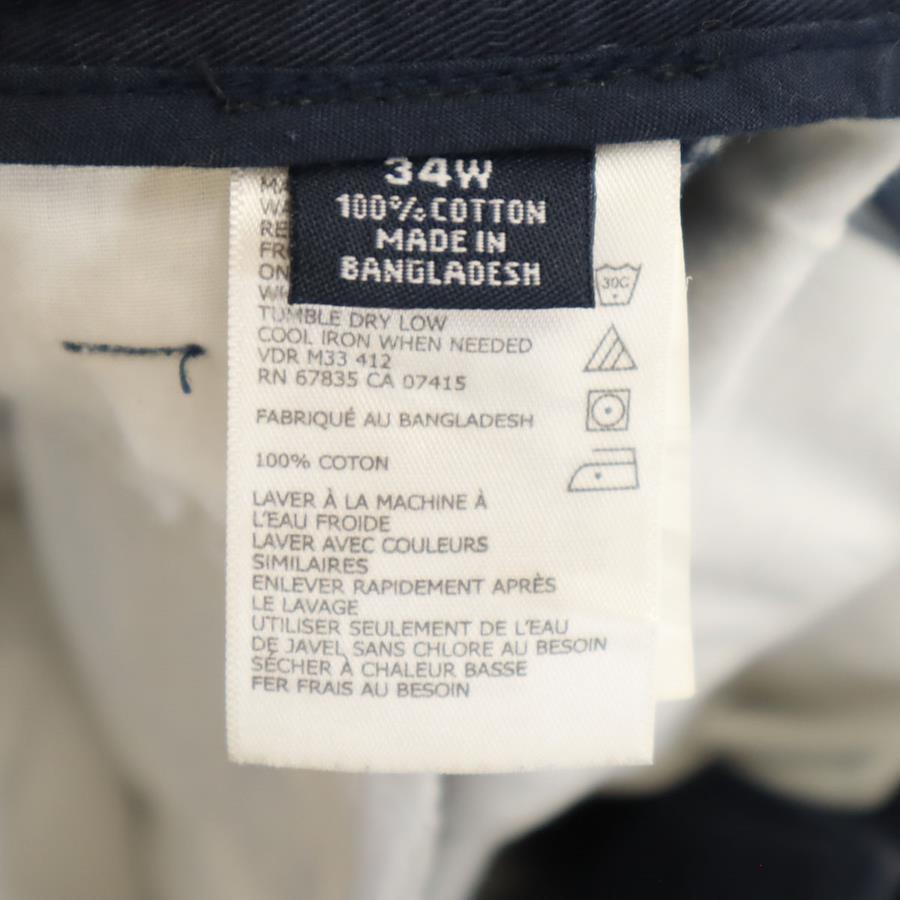 34W
100% COTTON
MADE IN
BANGLADESH
30C
TUMBLE DRY LOW
COOL IRON WHEN NEEDED
VDR M33 412
RN 67835 CA 07415
FABRIQUÉ AU BANGLADESH
100% COTON
LAVER À LA MACHINE À
L'EAU FROIDE
LAVER AVEC COULEURS
SIMILAIRES
ENLEVER RAPIDEMENT APRÈS
LE LAVAGE
UTILISER SEULEMENT DE L'EAU
DE JAVEL SANS CHLORE AU BESOIN
SÉCHER À CHALEUR BASSE
FER FRAIS AU BESOIN